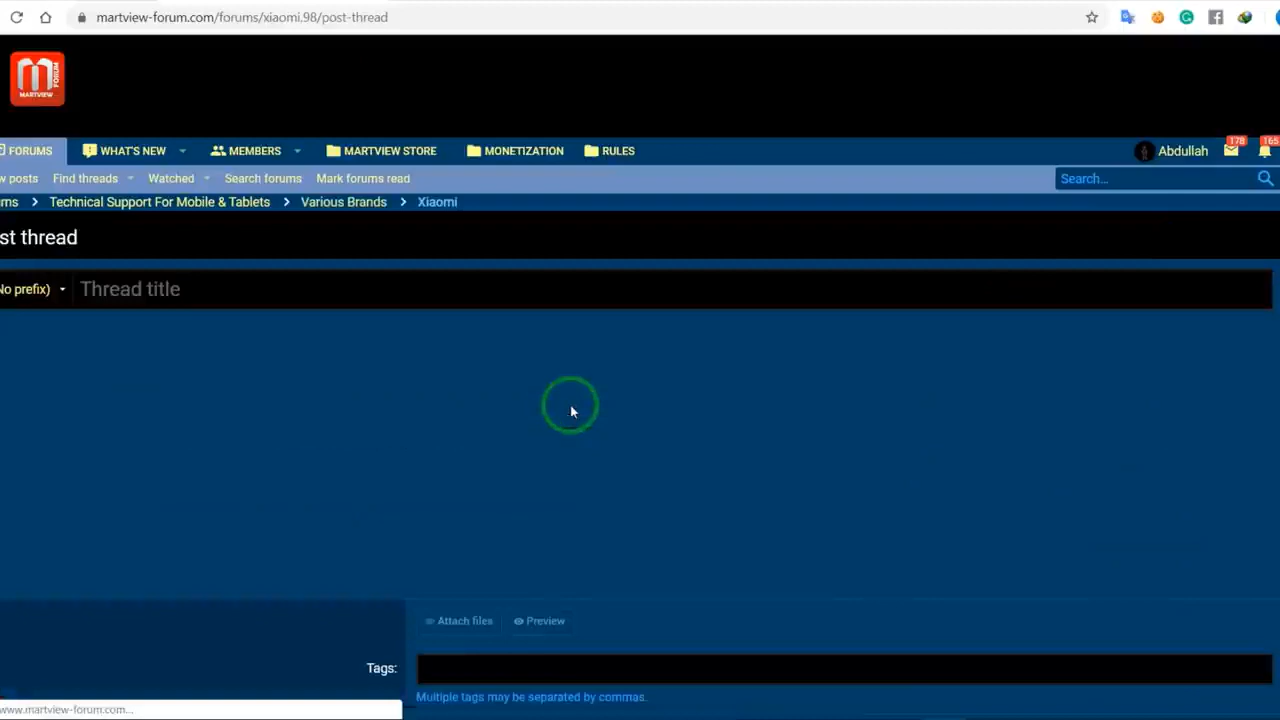 martview-forum.com/forums/xiaomi.98/post-thread
FORUM
MARTVIEW
FORUMS
WHAT'S NEW
MEMBERS
MARTVIEW STORE
MONETIZATION
RULES
Abdullah
178
165
w posts
Find threads
Watched
Search forums
Mark forums read
Search...
ums
Technical Support For Mobile & Tablets
Various Brands
Xiaomi
st thread
No prefix)
Thread title
Attach files
Preview
Tags:
Multiple tags may be separated by commas.
www.martview-forum.com...